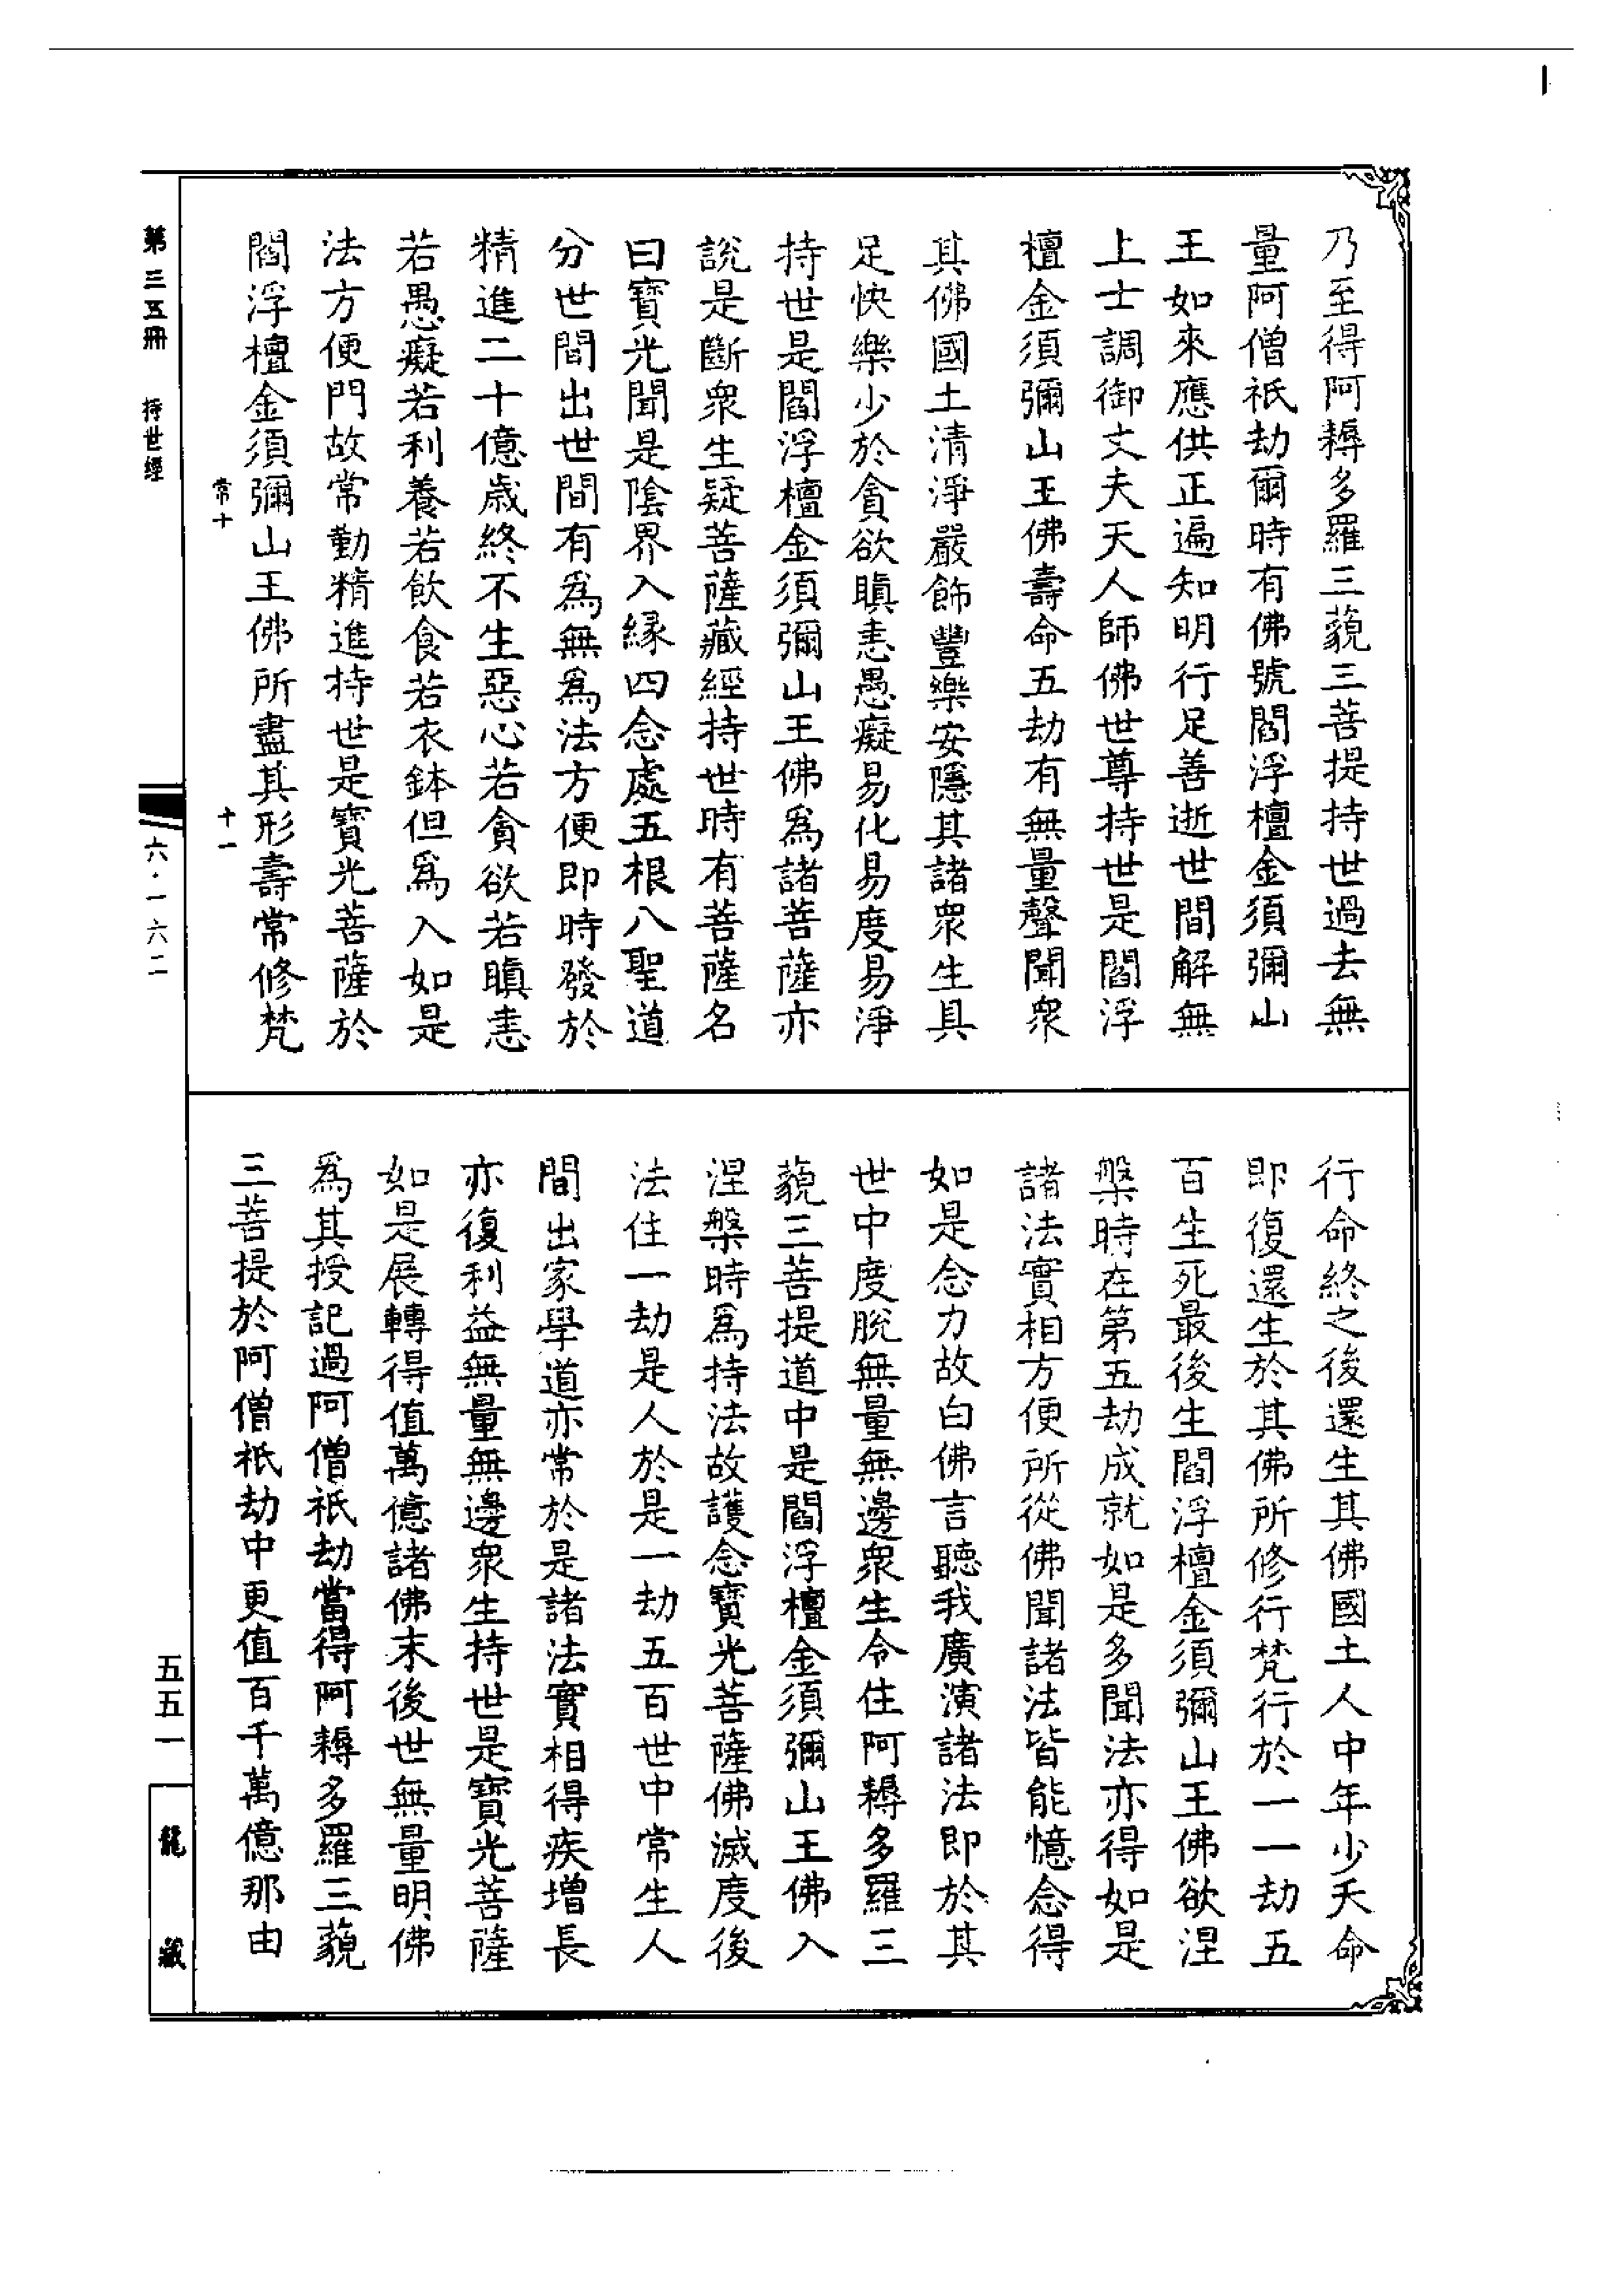 乃至得阿耨多羅三藐三菩提持世過去無
量阿僧祇劫爾時有佛號閻浮檀金須彌山
王如來應供正遍知明行足善逝世間解無
上士調御丈夫天人師佛世尊持世是閻浮
檀金須彌山王佛壽命五劫有無量聲聞衆
其佛國土清淨嚴飾豐樂安隱其諸衆生具
足快樂少於貪欲瞋恚愚癡易化易度易淨
持世是閻浮檀金須彌山王佛爲諸菩薩亦
說是斷衆生疑菩薩藏經持世時有菩薩名
曰寶光聞是陰界入緣四念處五根八聖道
分世間出世間有爲無爲法方便即時發於
精進二十億歲終不生惡心若貪欲若瞋恚
若愚癡若利養若飲食若衣鉢但爲入如是
法方便門故常勤精進持世是寶光菩薩於
閻浮檀金須彌山王佛所盡其形壽常修梵
常十
十一
行命終之後還生其佛國土人中年少夭命
即復還生於其佛所修行梵行於一一劫五
百生死最後生閻浮檀金須彌山王佛欲涅
槃時在第五劫成就如是多聞法亦得如是
諸法實相方便所從佛聞諸法皆能憶念得
如是念力故白佛言聽我廣演諸法即於其
世中度脫無量無邊衆生令住阿耨多羅三
藐三菩提道中是閻浮檀金須彌山王佛入
涅槃時爲持法故護念寶光菩薩佛滅度後
法住一劫是人於是一劫五百世中常生人
間出家學道亦常於是諸法實相得疾增長
亦復利益無量無邊衆生持世是寶光菩薩
如是展轉得值萬億諸佛末後世無量明佛
爲其授記過阿僧祇劫當得阿耨多羅三藐
三菩提於阿僧祇劫中更值百千萬億那由
第三五冊 持世經
六·一六二
五五一
龍藏